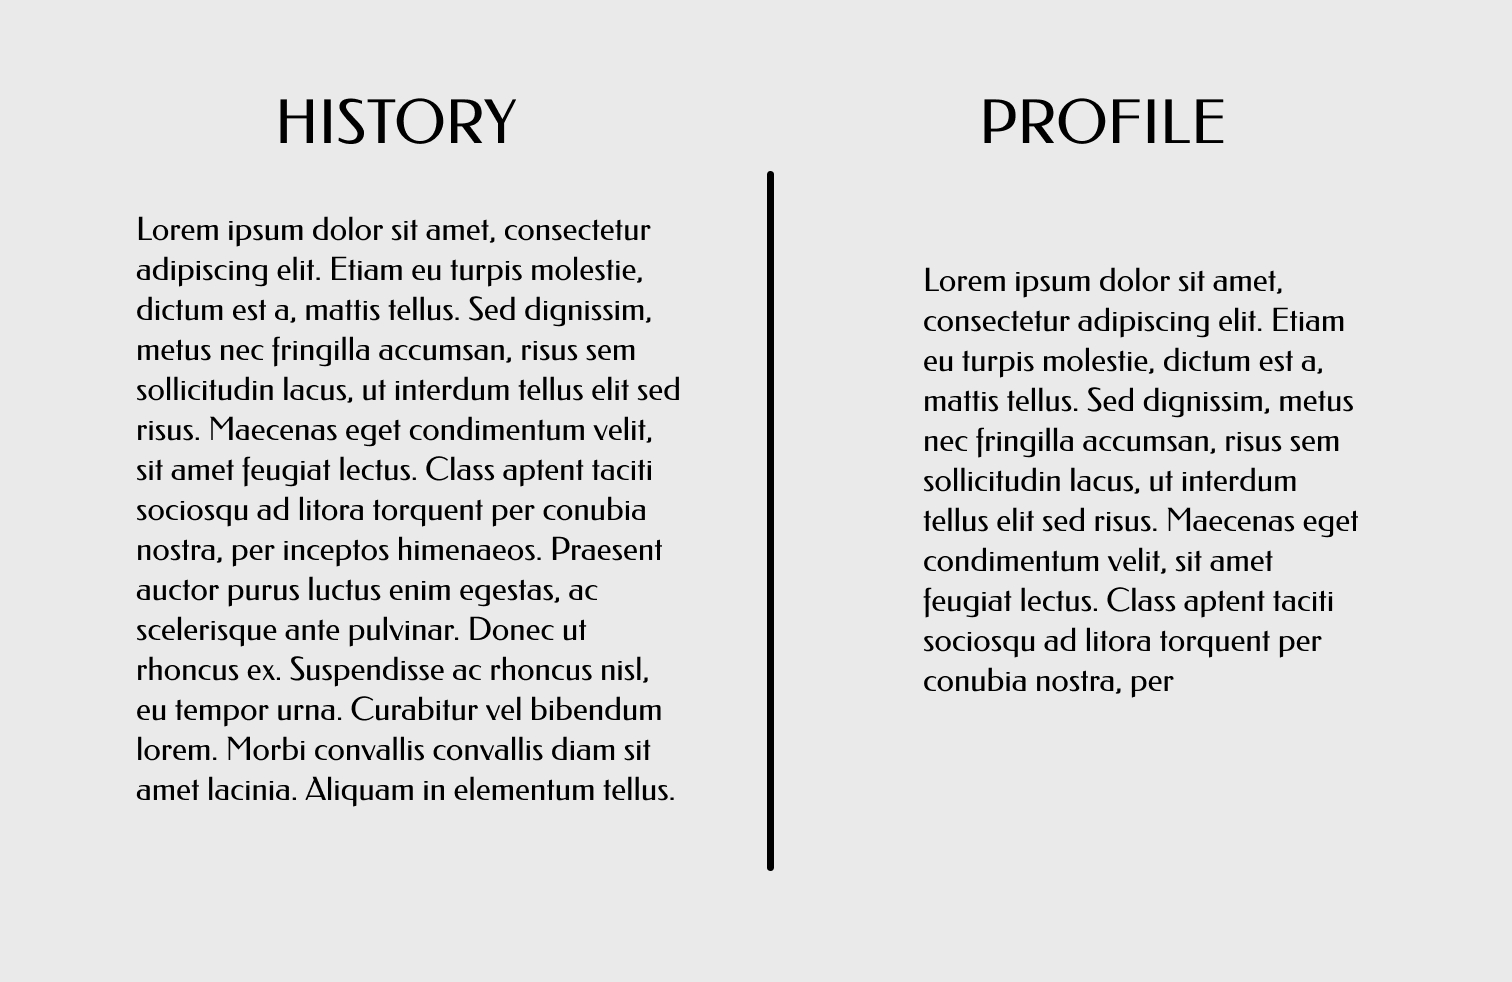 HISTORY
Lorem ipsum dolor sit amet, consectetur
adipiscing elit. Etiam eu turpis molestie,
dictum est a, mattis tellus. Sed dignissim,
metus nec fringilla accumsan, risus sem
sollicitudin lacus, ut interdum tellus elit sed
risus. Maecenas eget condimentum velit,
sit amet feugiat lectus. Class aptent taciti
sociosqu ad litora torquent per conubia
nostra, per inceptos himenaeos. Praesent
auctor purus luctus enim egestas, ac
scelerisque ante pulvinar. Donec ut
rhoncus ex. Suspendisse ac rhoncus nisl,
eu tempor urna. Curabitur vel bibendum
lorem. Morbi convallis convallis diam sit
amet lacinia. Aliquam in elementum tellus.
PROFILE
Lorem ipsum dolor sit amet,
consectetur adipiscing elit. Etiam
eu turpis molestie, dictum est a,
mattis tellus. Sed dignissim, metus
nec fringilla accumsan, risus sem
sollicitudin lacus, ut interdum
tellus elit sed risus. Maecenas eget
condimentum velit, sit amet
feugiat lectus. Class aptent taciti
sociosqu ad litora torquent per
conubia nostra, per